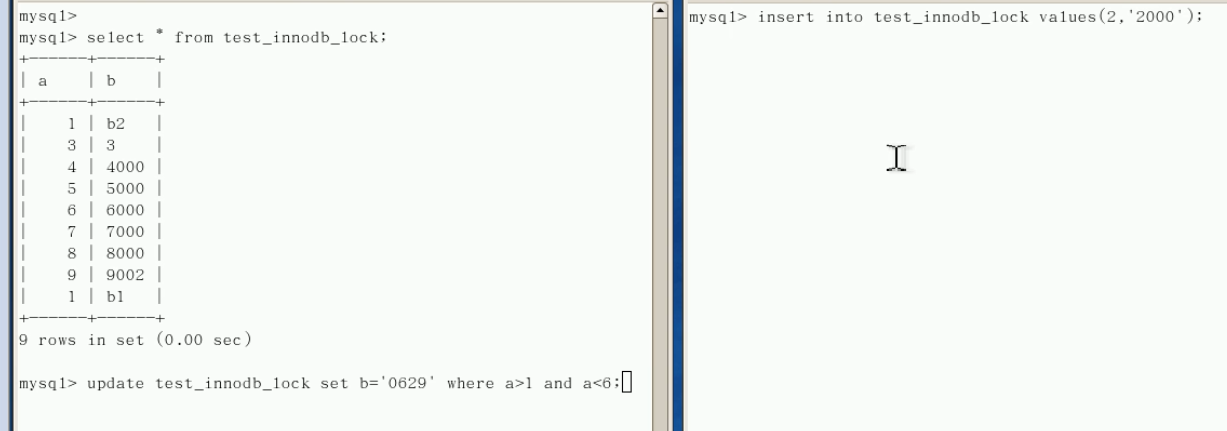 mysql>
mysql> select * from test_innodb_lock;
+------+------+
| a    | b    |
+------+------+
|    1 | b2   |
|    3 | 3    |
|    4 | 4000 |
|    5 | 5000 |
|    6 | 6000 |
|    7 | 7000 |
|    8 | 8000 |
|    9 | 9002 |
|    1 | b1   |
+------+------+
9 rows in set (0.00 sec)
mysql> update test_innodb_lock set b='0629' where a>1 and a<6;
mysql> insert into test_innodb_lock values(2,'2000');